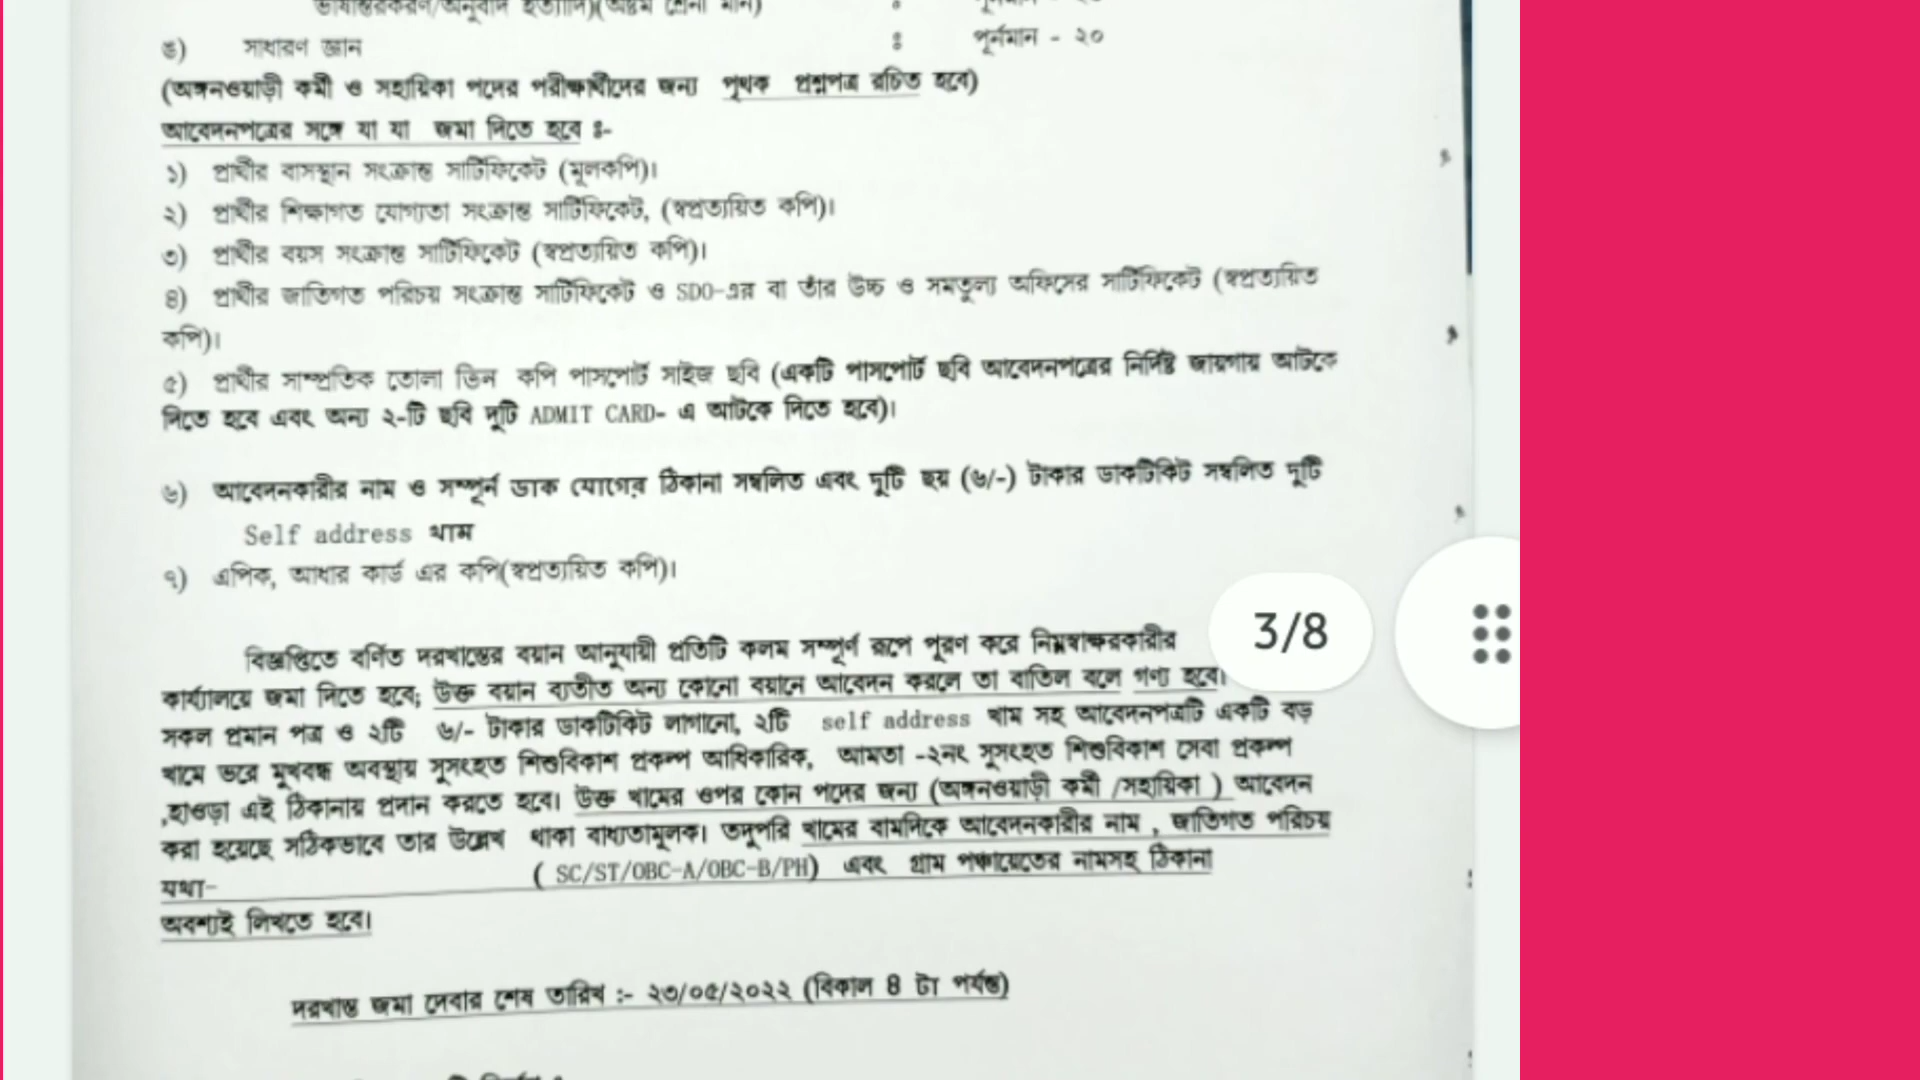 ভাষান্তরকরণ/অনুবাদ ইত্যাদি)(অষ্টম শ্রেনী মান) :
ঙ) সাধারণ জ্ঞান : পূর্নমান - ২০
(অঙ্গনওয়াড়ী কর্মী ও সহায়িকা পদের পরীক্ষার্থীদের জন্য পৃথক প্রশ্নপত্র রচিত হবে)
আবেদনপত্রের সঙ্গে যা যা জমা দিতে হবে ঃ-
১) প্রার্থীর বাসস্থান সংক্রান্ত সার্টিফিকেট (মূলকপি)।
২) প্রার্থীর শিক্ষাগত যোগ্যতা সংক্রান্ত সার্টিফিকেট, (স্বপ্রত্যয়িত কপি)।
৩) প্রার্থীর বয়স সংক্রান্ত সার্টিফিকেট (স্বপ্রত্যয়িত কপি)।
৪) প্রার্থীর জাতিগত পরিচয় সংক্রান্ত সার্টিফিকেট ও SDO-এর বা তাঁর উচ্চ ও সমতুল্য অফিসের সার্টিফিকেট (স্বপ্রত্যয়িত
কপি)।
৫) প্রার্থীর সাম্প্রতিক তোলা তিন কপি পাসপোর্ট সাইজ ছবি (একটি পাসপোর্ট ছবি আবেদনপত্রের নির্দিষ্ট জায়গায় আটকে
দিতে হবে এবং অন্য ২-টি ছবি দুটি ADMIT CARD- এ আটকে দিতে হবে)।
৬) আবেদনকারীর নাম ও সম্পূর্ন ডাক যোগের ঠিকানা সম্বলিত এবং দুটি ছয় (৬/-) টাকার ডাকটিকিট সম্বলিত দুটি
Self address খাম
৭) এপিক, আধার কার্ড এর কপি(স্বপ্রত্যয়িত কপি)।
বিজ্ঞপ্তিতে বর্ণিত দরখাস্তের বয়ান আনুযায়ী প্রতিটি কলম সম্পূর্ণ রূপে পূরণ করে নিম্নস্বাক্ষরকারীর
3/8
কার্য্যালয়ে জমা দিতে হবে; উক্ত বয়ান ব্যতীত অন্য কোনো বয়ানে আবেদন করলে তা বাতিল বলে গণ্য হবে।
সকল প্রমান পত্র ও ২টি ৬/- টাকার ডাকটিকিট লাগানো, ২টি self address খাম সহ আবেদনপত্রটি একটি বড়
খামে ভরে মুখবন্ধ অবস্থায় সুসংহত শিশুবিকাশ প্রকল্প আধিকারিক, আমতা -২নং সুসংহত শিশুবিকাশ সেবা প্রকল্প
,হাওড়া এই ঠিকানায় প্রদান করতে হবে। উক্ত খামের ওপর কোন পদের জন্য (অঙ্গনওয়াড়ী কর্মী /সহায়িকা ) আবেদন
করা হয়েছে সঠিকভাবে তার উল্লেখ থাকা বাধ্যতামূলক। তদুপরি খামের বামদিকে আবেদনকারীর নাম , জাতিগত পরিচয়
যথা- ( SC/ST/OBC-A/OBC-B/PH) এবং গ্রাম পঞ্চায়েতের নামসহ ঠিকানা
অবশ্যই লিখতে হবে।
দরখাস্ত জমা দেবার শেষ তারিখ :- ২৩/০৫/২০২২ (বিকাল 8 টা পর্যন্ত)